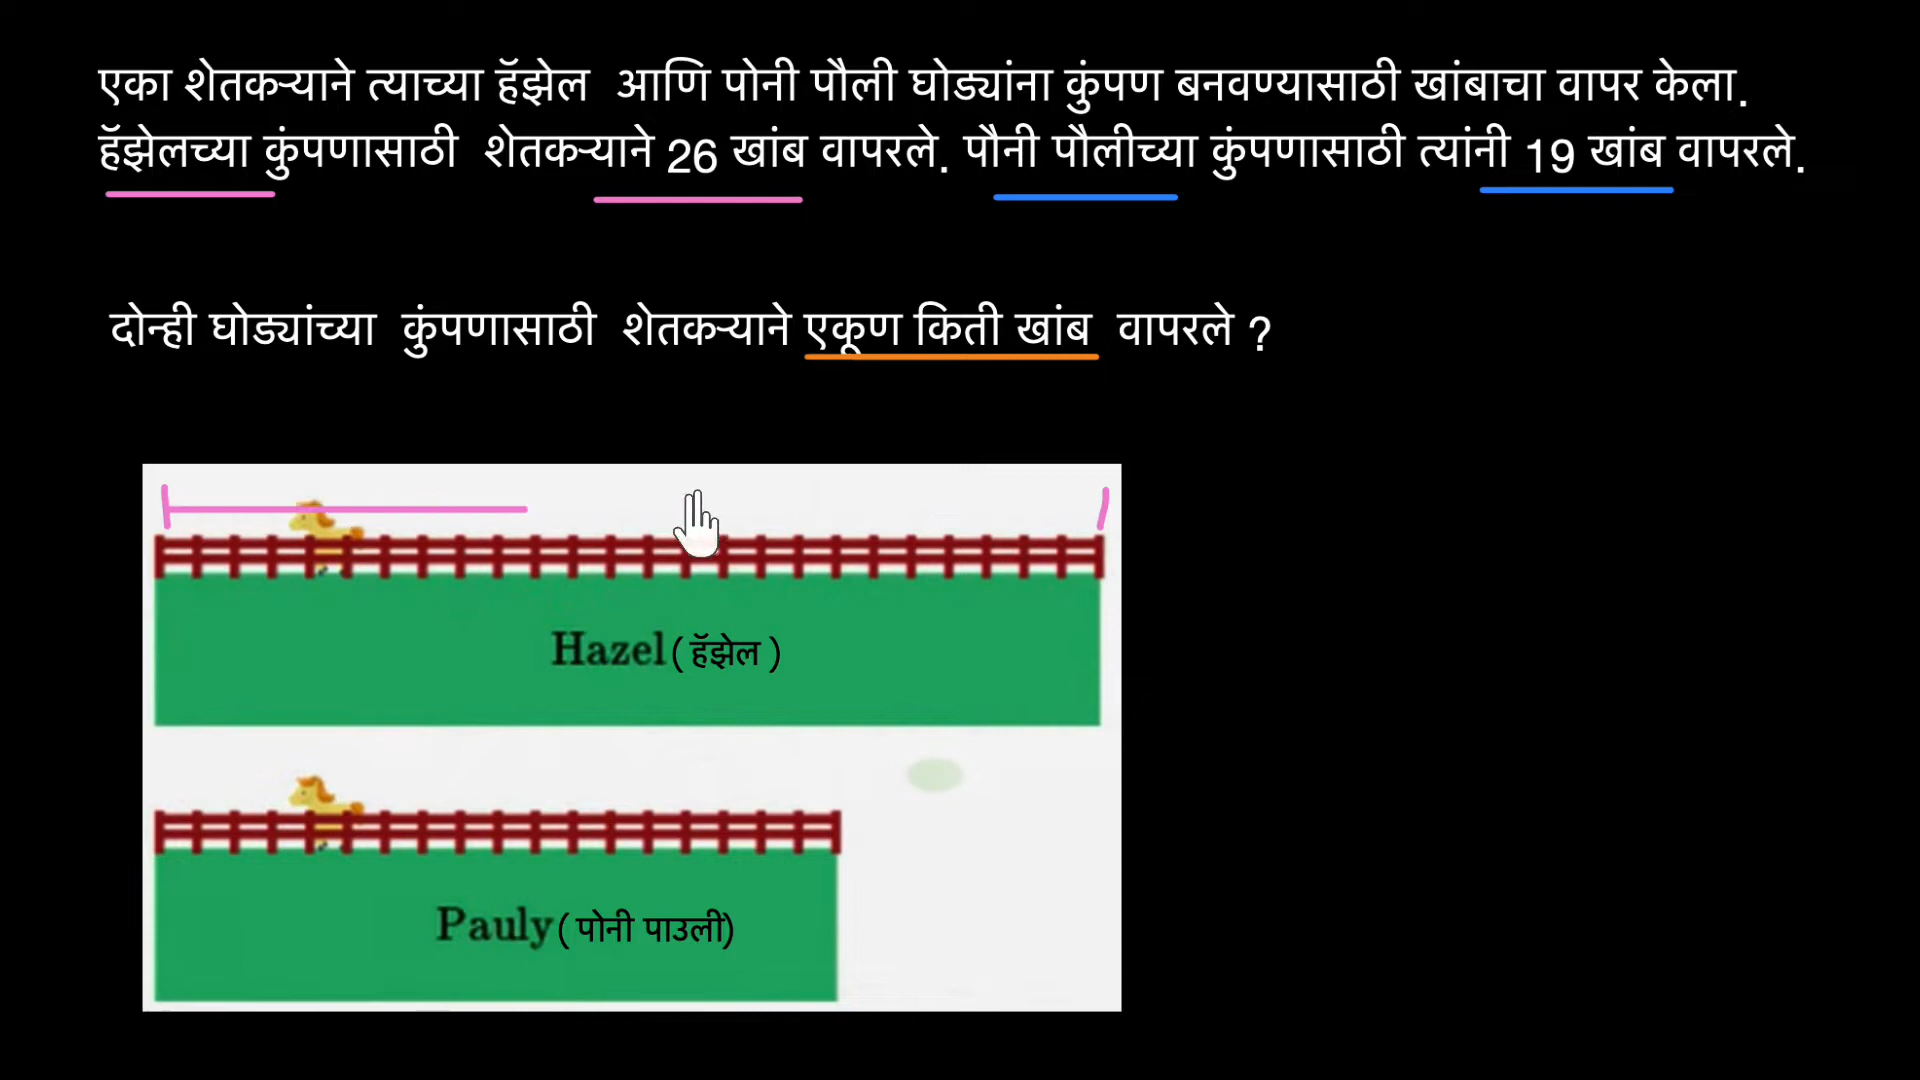 एका शेतकऱ्याने त्याच्या हॅझेल आणि पोनी पौली घोड्यांना कुंपण बनवण्यासाठी खांबाचा वापर केला.
हॅझेलच्या कुंपणासाठी शेतकऱ्याने 26 खांब वापरले. पौनी पौलीच्या कुंपणासाठी त्यांनी 19 खांब वापरले.
दोन्ही घोड्यांच्या कुंपणासाठी शेतकऱ्याने एकूण किती खांब वापरले ?
Hazel ( हॅझेल )
Pauly ( पोनी पाउली)